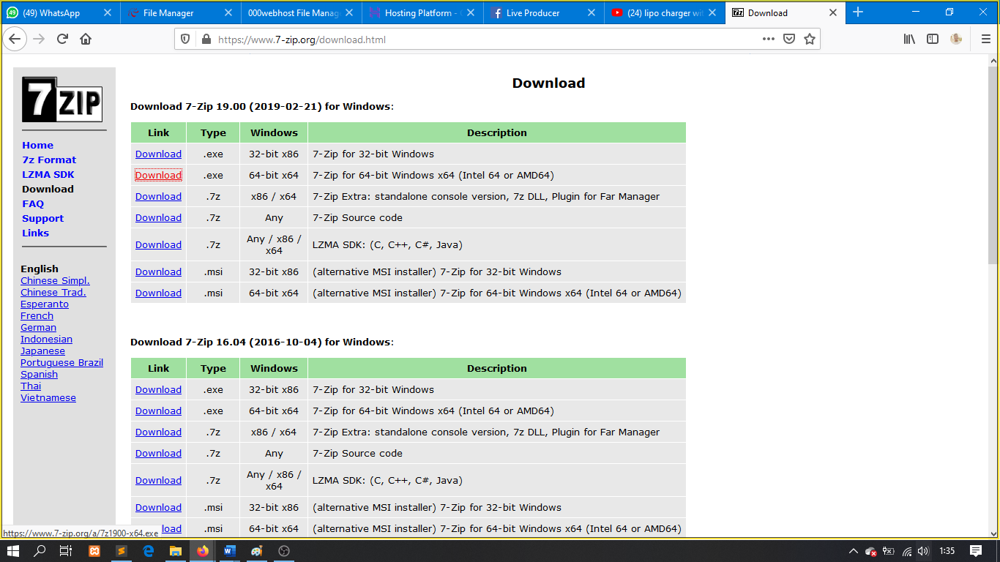 (49) WhatsApp
File Manager
000webhost File Manag
Hosting Platform -
Live Producer
(24) lipo charger wit
Download
https://www.7-zip.org/download.html
7 ZIP
Home
7z Format
LZMA SDK
Download
FAQ
Support
Links
English
Chinese Simpl.
Chinese Trad.
Esperanto
French
German
Indonesian
Japanese
Portuguese Brazil
Spanish
Thai
Vietnamese
Download
Download 7-Zip 19.00 (2019-02-21) for Windows:
Link Type Windows Description
Download .exe 32-bit x86 7-Zip for 32-bit Windows
Download .exe 64-bit x64 7-Zip for 64-bit Windows x64 (Intel 64 or AMD64)
Download .7z x86 / x64 7-Zip Extra: standalone console version, 7z DLL, Plugin for Far Manager
Download .7z Any 7-Zip Source code
Download .7z Any / x86 / x64 LZMA SDK: (C, C++, C#, Java)
Download .msi 32-bit x86 (alternative MSI installer) 7-Zip for 32-bit Windows
Download .msi 64-bit x64 (alternative MSI installer) 7-Zip for 64-bit Windows x64 (Intel 64 or AMD64)
Download 7-Zip 16.04 (2016-10-04) for Windows:
Link Type Windows Description
Download .exe 32-bit x86 7-Zip for 32-bit Windows
Download .exe 64-bit x64 7-Zip for 64-bit Windows x64 (Intel 64 or AMD64)
Download .7z x86 / x64 7-Zip Extra: standalone console version, 7z DLL, Plugin for Far Manager
Download .7z Any 7-Zip Source code
Download .7z Any / x86 / x64 LZMA SDK: (C, C++, C#, Java)
Download .msi 32-bit x86 (alternative MSI installer) 7-Zip for 32-bit Windows
load .msi 64-bit x64 (alternative MSI installer) 7-Zip for 64-bit Windows x64 (Intel 64 or AMD64)
https://www.7-zip.org/a/7z1900-x64.exe
1:35